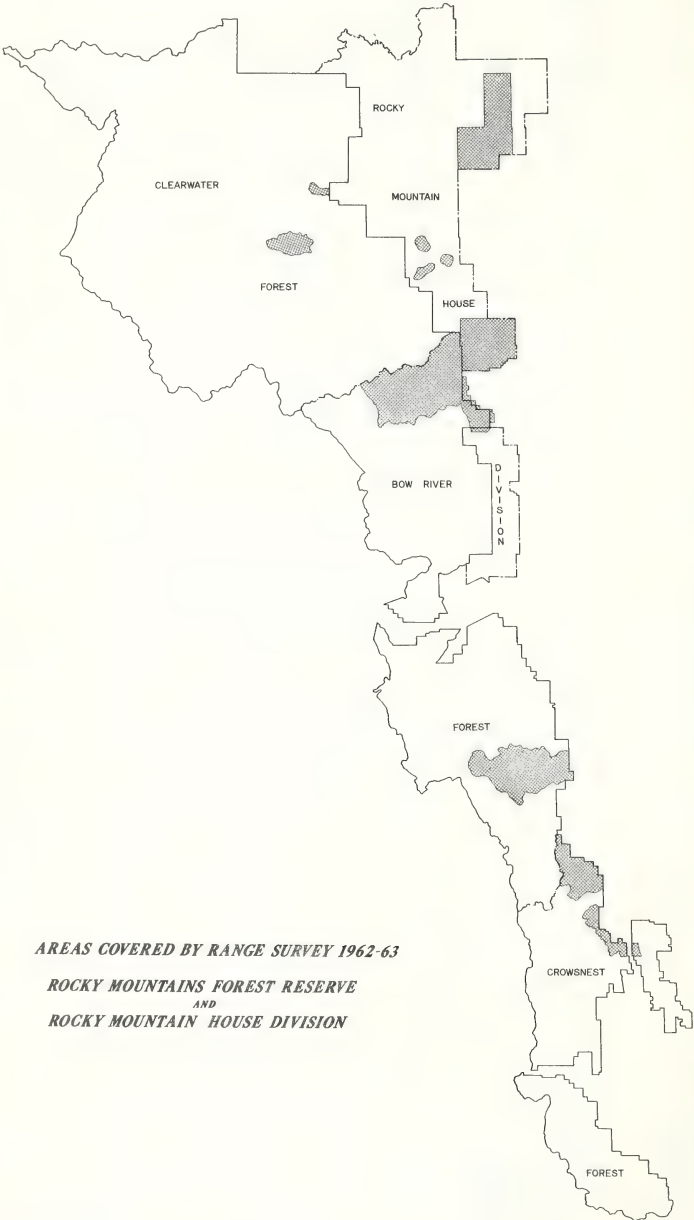 ROCKY
CLEARWATER
MOUNTAIN
FOREST
HOUSE
BOW RIVER
DIVISION
FOREST
AREAS COVERED BY RANGE SURVEY 1962-63
ROCKY MOUNTAINS FOREST RESERVE
AND
ROCKY MOUNTAIN HOUSE DIVISION
CROWSNEST
FOREST